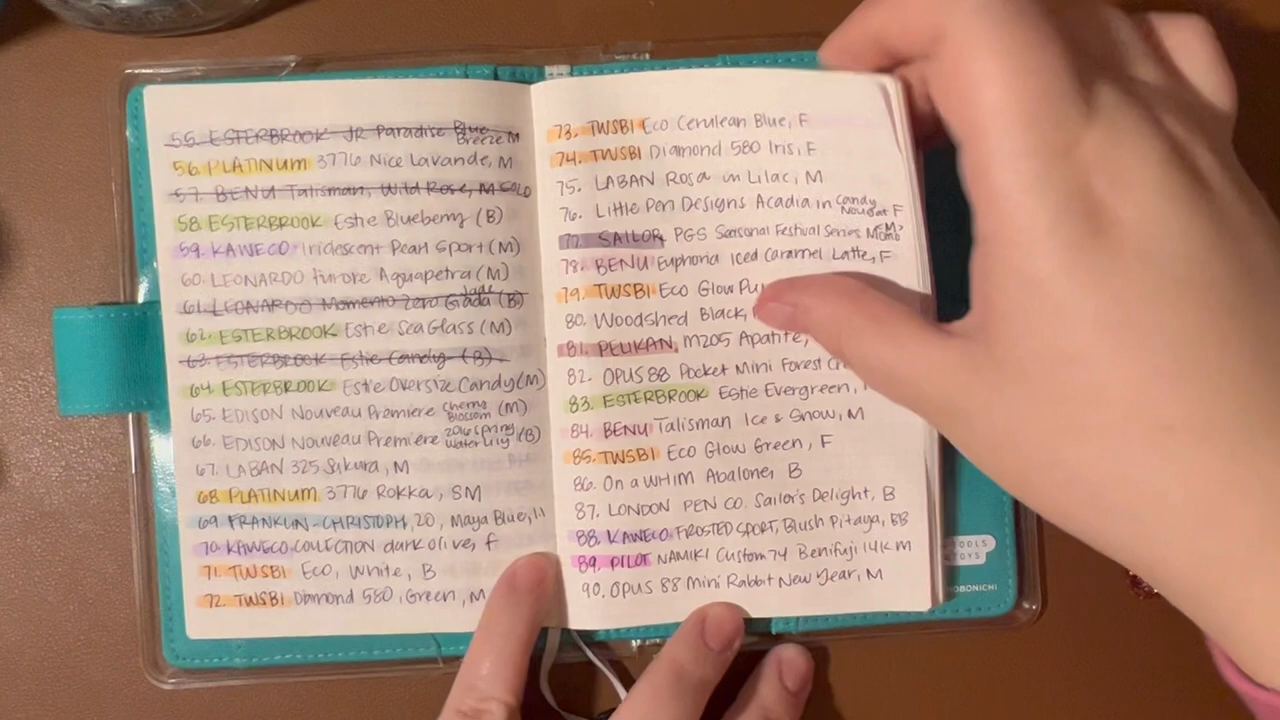 55. ESTERBROOK JR Paradise Blue Breeze M
56. PLATINUM 3776 Nice Lavande, M
57. BENU Talisman, Wild Rose, M SOLD
58. ESTERBROOK Estie Blueberry (B)
59. KAWECO Iridescent Pearl Sport (M)
60. LEONARDO Furore Aquapetra (M)
61. LEONARDO Momento Zero Giada Jade (B)
62. ESTERBROOK Estie Sea Glass (M)
63. ESTERBROOK Estie Candy (B)
64. ESTERBROOK Estie Oversize Candy (M)
65. EDISON Nouveau Premiere Cherry Blossom (M)
66. EDISON Nouveau Premiere 2016 spring water lily (B)
67. LABAN 325 Sakura, M
68. PLATINUM 3776 Rokka, SM
69. FRANKLIN-CHRISTOPH, 20, Maya Blue,
70. KAWECO COLLECTION dark olive, f
71. TWSBI Eco, White, B
72. TWSBI Diamond 580, Green, M
73. TWSBI Eco Cerulean Blue, F
74. TWSBI Diamond 580 Iris, F
75. LABAN Rosa in Lilac, M
76. Little Pen Designs Acadia in Candy Nougat F
77. SAILOR PGS Seasonal Festival Series
78. BENU Euphoria Iced Caramel Latte, F
79. TWSBI Eco Glow Pu
80. Woodshed Black,
81. PELIKAN, M205 Apatite,
82. OPUS 88 Pocket Mini Forest
83. ESTERBROOK Estie Evergreen,
84. BENU Talisman Ice & Snow, M
85. TWSBI Eco Glow Green, F
86. On a WHIM Abalone, B
87. LONDON PEN CO. Sailor's Delight, B
88. KAWECO FROSTED SPORT, Blush Pitaya, BB
89. PILOT NAMIKI Custom 74 Benifuji 14K M
90. OPUS 88 Mini Rabbit New Year, M
TOOLS
TOYS
HOBONICHI